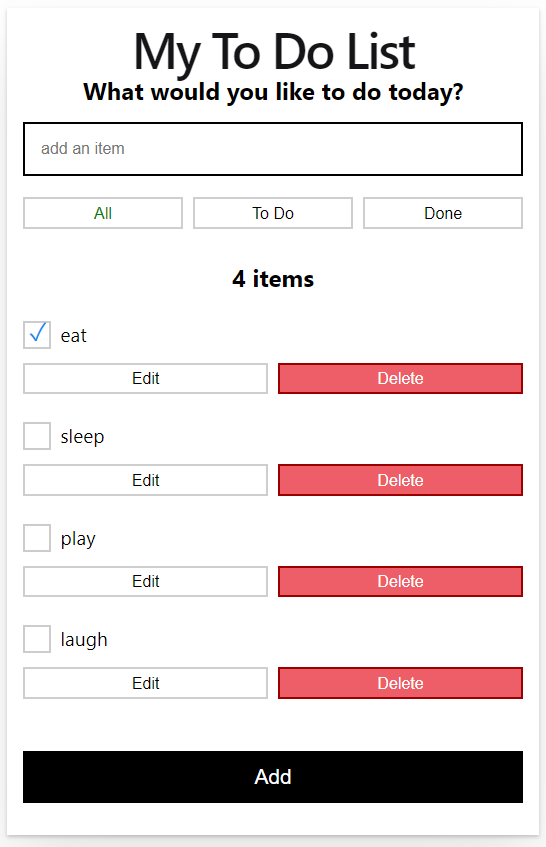 My To Do List
What would you like to do today?
add an item
All To Do Done
4 items
eat
Edit Delete
sleep
Edit Delete
play
Edit Delete
laugh
Edit Delete
Add